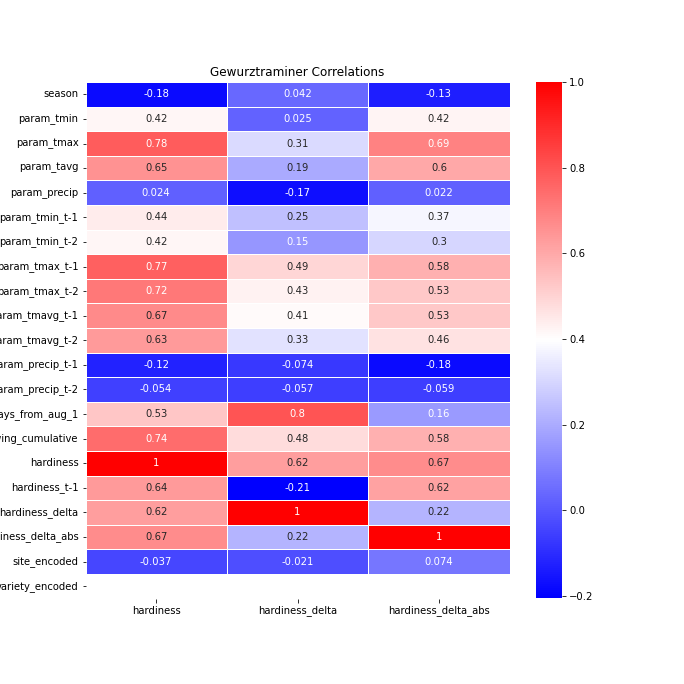 Gewurztraminer Correlations
season -0.18 0.042 -0.13
param_tmin 0.42 0.025 0.42
param_tmax 0.78 0.31 0.69
param_tavg 0.65 0.19 0.6
param_precip 0.024 -0.17 0.022
param_tmin_t-1 0.44 0.25 0.37
param_tmin_t-2 0.42 0.15 0.3
param_tmax_t-1 0.77 0.49 0.58
param_tmax_t-2 0.72 0.43 0.53
aram_tmavg_t-1 0.67 0.41 0.53
aram_tmavg_t-2 0.63 0.33 0.46
aram_precip_t-1 -0.12 -0.074 -0.18
aram_precip_t-2 -0.054 -0.057 -0.059
ays_from_aug_1 0.53 0.8 0.16
ing_cumulative 0.74 0.48 0.58
hardiness 1 0.62 0.67
hardiness_t-1 0.64 -0.21 0.62
hardiness_delta 0.62 1 0.22
iness_delta_abs 0.67 0.22 1
site_encoded -0.037 -0.021 0.074
variety_encoded
hardiness hardiness_delta hardiness_delta_abs
1.0
0.8
0.6
0.4
0.2
0.0
−0.2